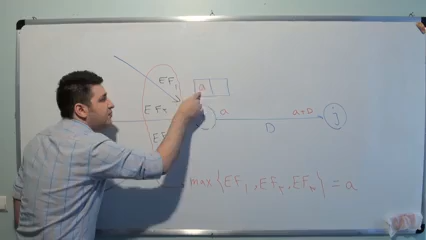 EF₁
a
EF₂ a a+D j
EF
D
max {EF₁, EF₂, EFₙ} = a